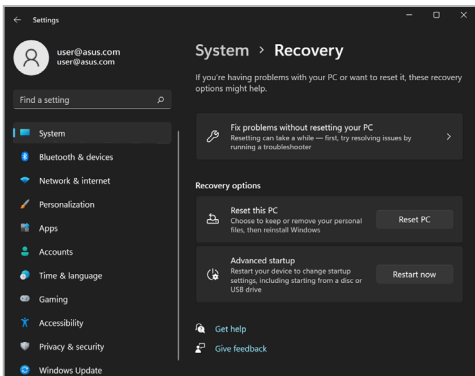 Settings
user@asus.com
user@asus.com
Find a setting
System
Bluetooth & devices
Network & internet
Personalization
Apps
Accounts
Time & language
Gaming
Accessibility
Privacy & security
Windows Update
System > Recovery
If you're having problems with your PC or want to reset it, these recovery
options might help.
Fix problems without resetting your PC
Resetting can take a while — first, try resolving issues by
running a troubleshooter
Recovery options
Reset this PC
Choose to keep or remove your personal
files, then reinstall Windows
Reset PC
Advanced startup
Restart your device to change startup
settings, including starting from a disc or
USB drive
Restart now
Get help
Give feedback